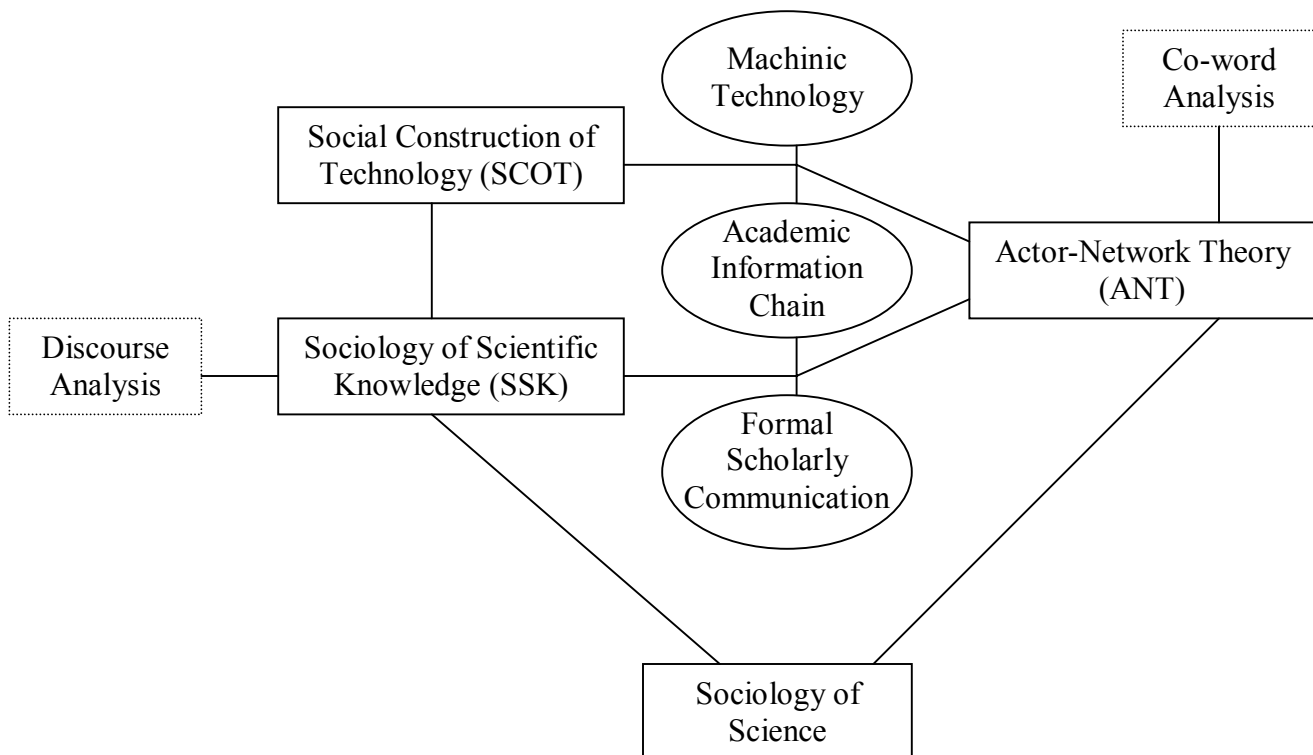 Machinic
Technology
Co-word
Analysis
Social Construction of
Technology (SCOT)
Academic
Information
Chain
Actor-Network Theory
(ANT)
Discourse
Analysis
Sociology of Scientific
Knowledge (SSK)
Formal
Scholarly
Communication
Sociology of
Science